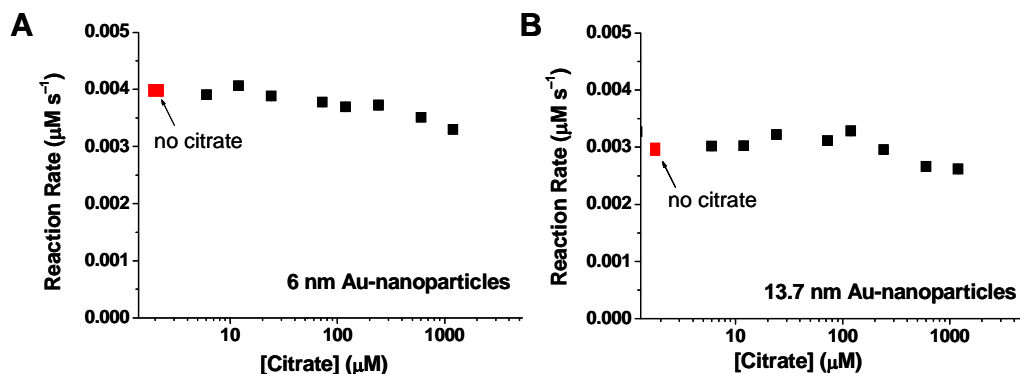 A
Reaction Rate (μM s⁻¹)
0.005
0.004
0.003
0.002
0.001
0.000
no citrate
6 nm Au-nanoparticles
10
100
1000
[Citrate] (μM)
B
Reaction Rate (μM s⁻¹)
0.005
0.004
0.003
0.002
0.001
0.000
no citrate
13.7 nm Au-nanoparticles
10
100
1000
[Citrate] (μM)